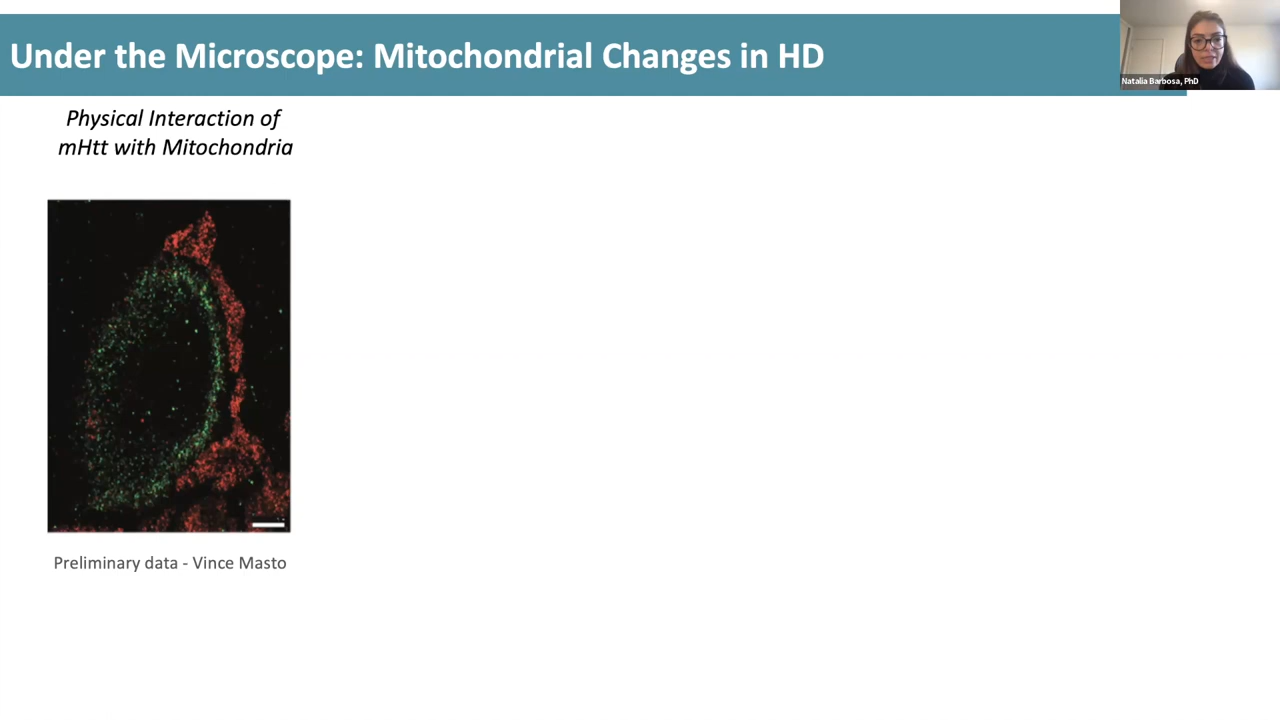 Under the Microscope: Mitochondrial Changes in HD
Natalia Barbosa, PhD
Physical Interaction of
mHtt with Mitochondria
Preliminary data - Vince Masto